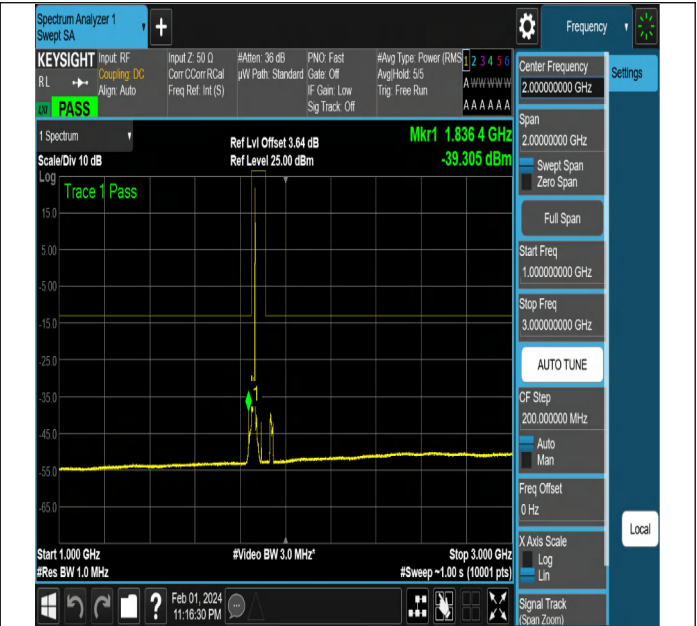 Spectrum Analyzer 1
Swept SA
+
Frequency
KEYSIGHT
RL
PASS
Input: RF
Coupling: DC
Align: Auto
Input Z: 50 Ω
Corr CCorr RCal
Freq Ref: Int (S)
#Atten: 36 dB
µW Path: Standard
PNO: Fast
Gate: Off
IF Gain: Low
Sig Track: Off
#Avg Type: Power (RMS
Avg|Hold: 5/5
Trig: Free Run
1 2 3 4 5 6
A W W W W W
A A A A A A
1 Spectrum
Scale/Div 10 dB
Ref Lvl Offset 3.64 dB
Ref Level 25.00 dBm
Mkr1 1.836 4 GHz
-39.305 dBm
Log
Trace 1 Pass
15.0
5.00
-5.00
-15.0
-25.0
-35.0
-45.0
-55.0
-65.0
1
Start 1.000 GHz
#Res BW 1.0 MHz
#Video BW 3.0 MHz*
Stop 3.000 GHz
#Sweep ~1.00 s (10001 pts)
Center Frequency
2.000000000 GHz
Span
2.00000000 GHz
Swept Span
Zero Span
Full Span
Start Freq
1.000000000 GHz
Stop Freq
3.000000000 GHz
AUTO TUNE
CF Step
200.000000 MHz
Auto
Man
Freq Offset
0 Hz
X Axis Scale
Log
Lin
Signal Track
(Span Zoom)
Settings
Local
?
Feb 01, 2024
11:16:30 PM